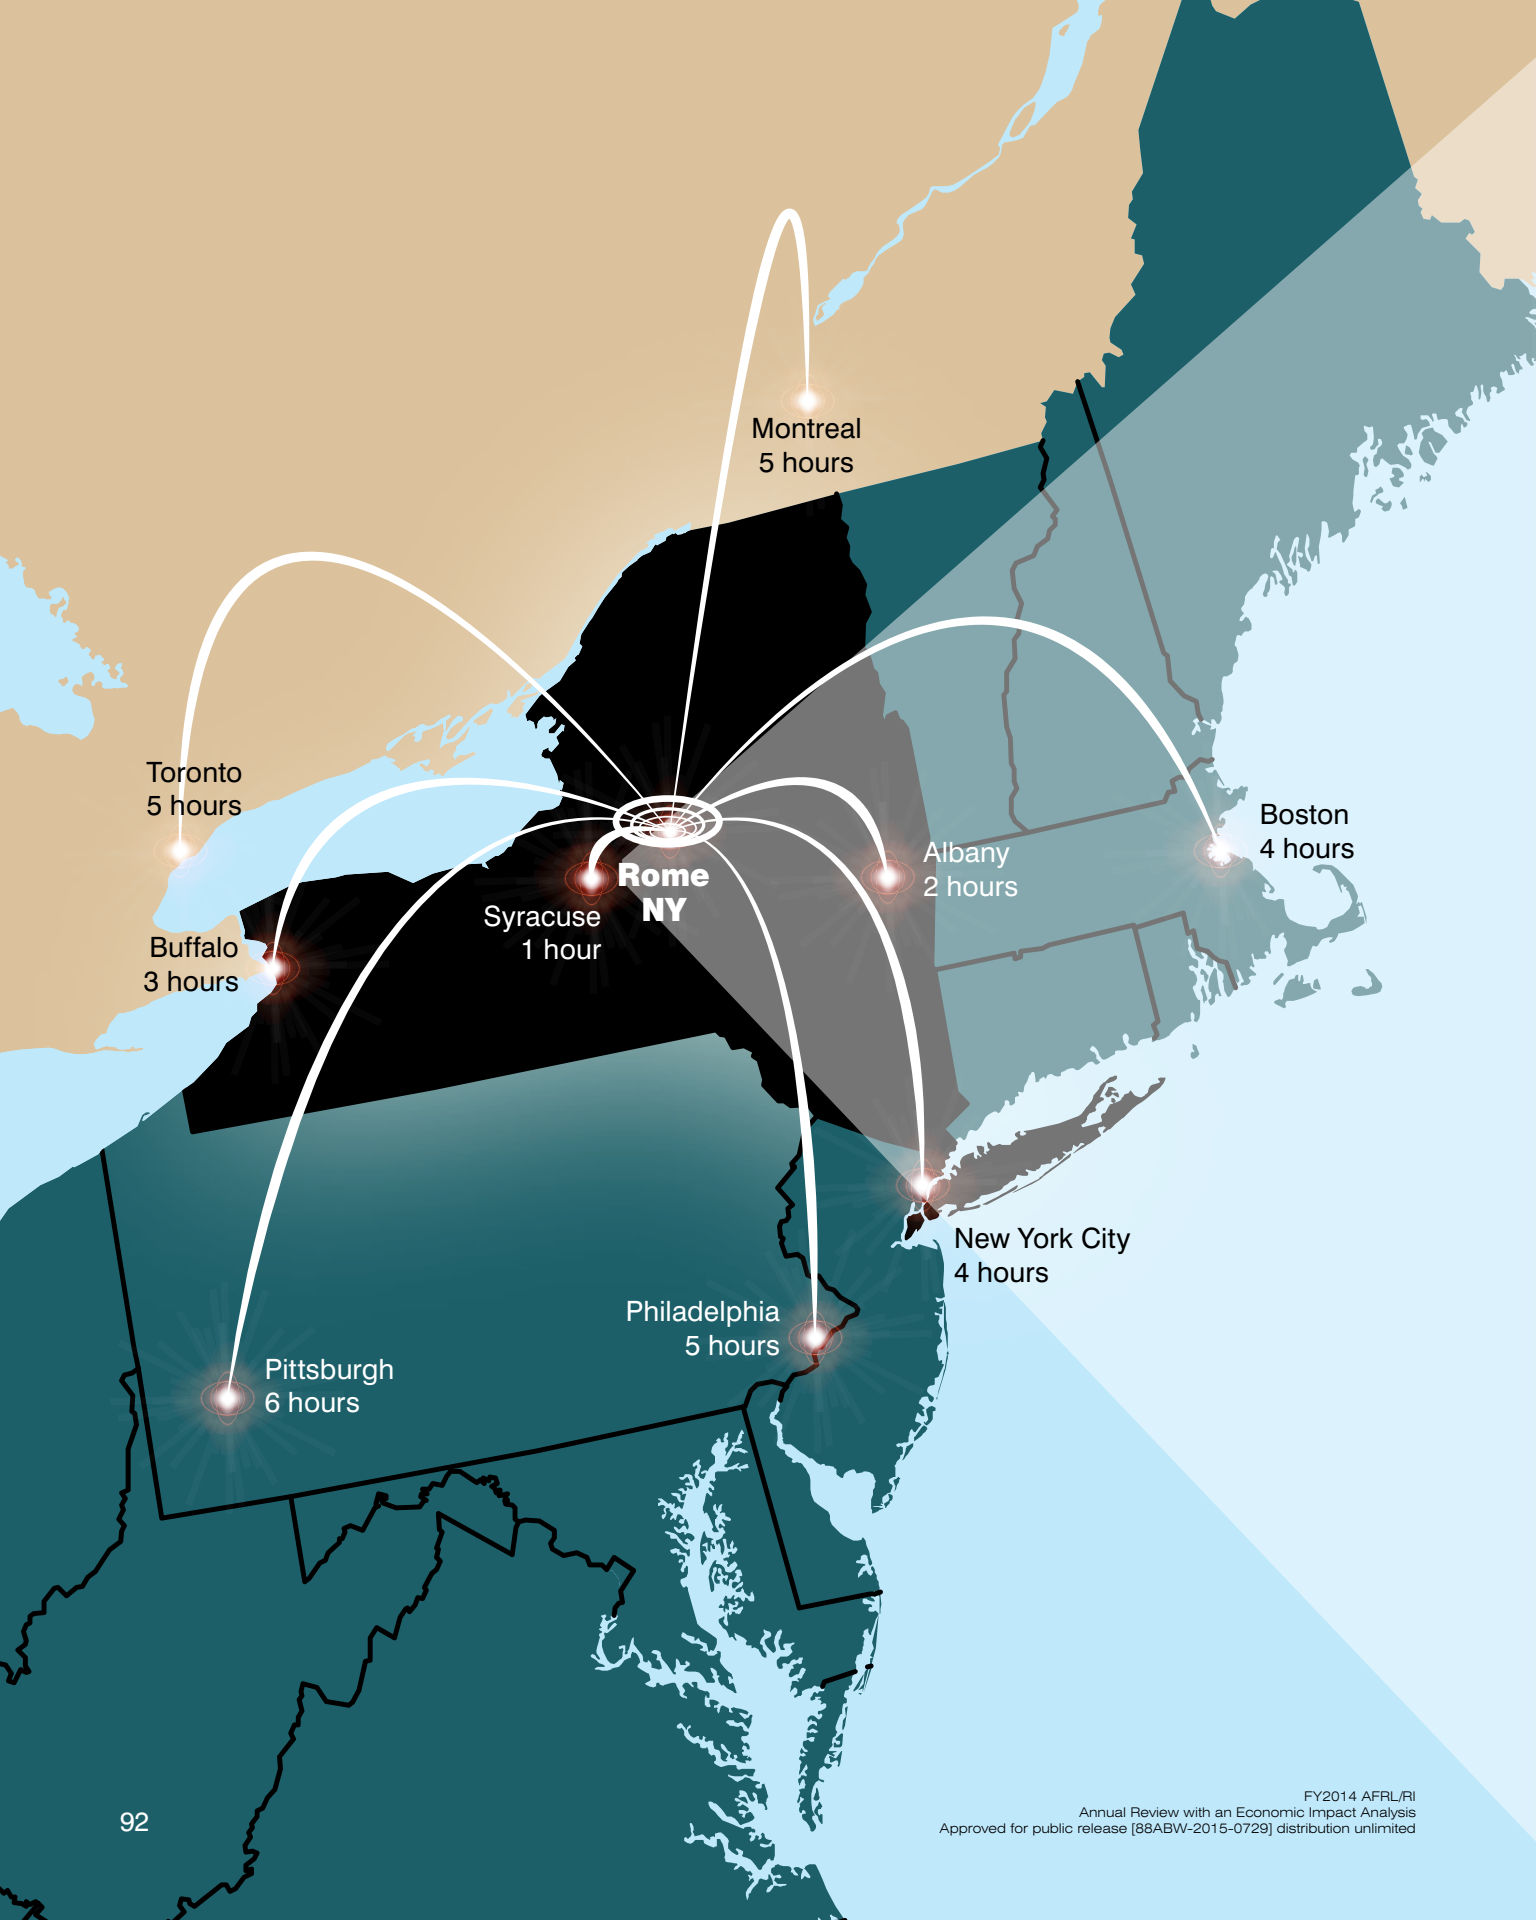 Montreal
5 hours
Toronto
5 hours
Boston
4 hours
Albany
2 hours
Rome
NY
Syracuse
1 hour
Buffalo
3 hours
New York City
4 hours
Philadelphia
5 hours
Pittsburgh
6 hours
92
FY2014 AFRL/RI
Annual Review with an Economic Impact Analysis
Approved for public release [88ABW-2015-0729] distribution unlimited